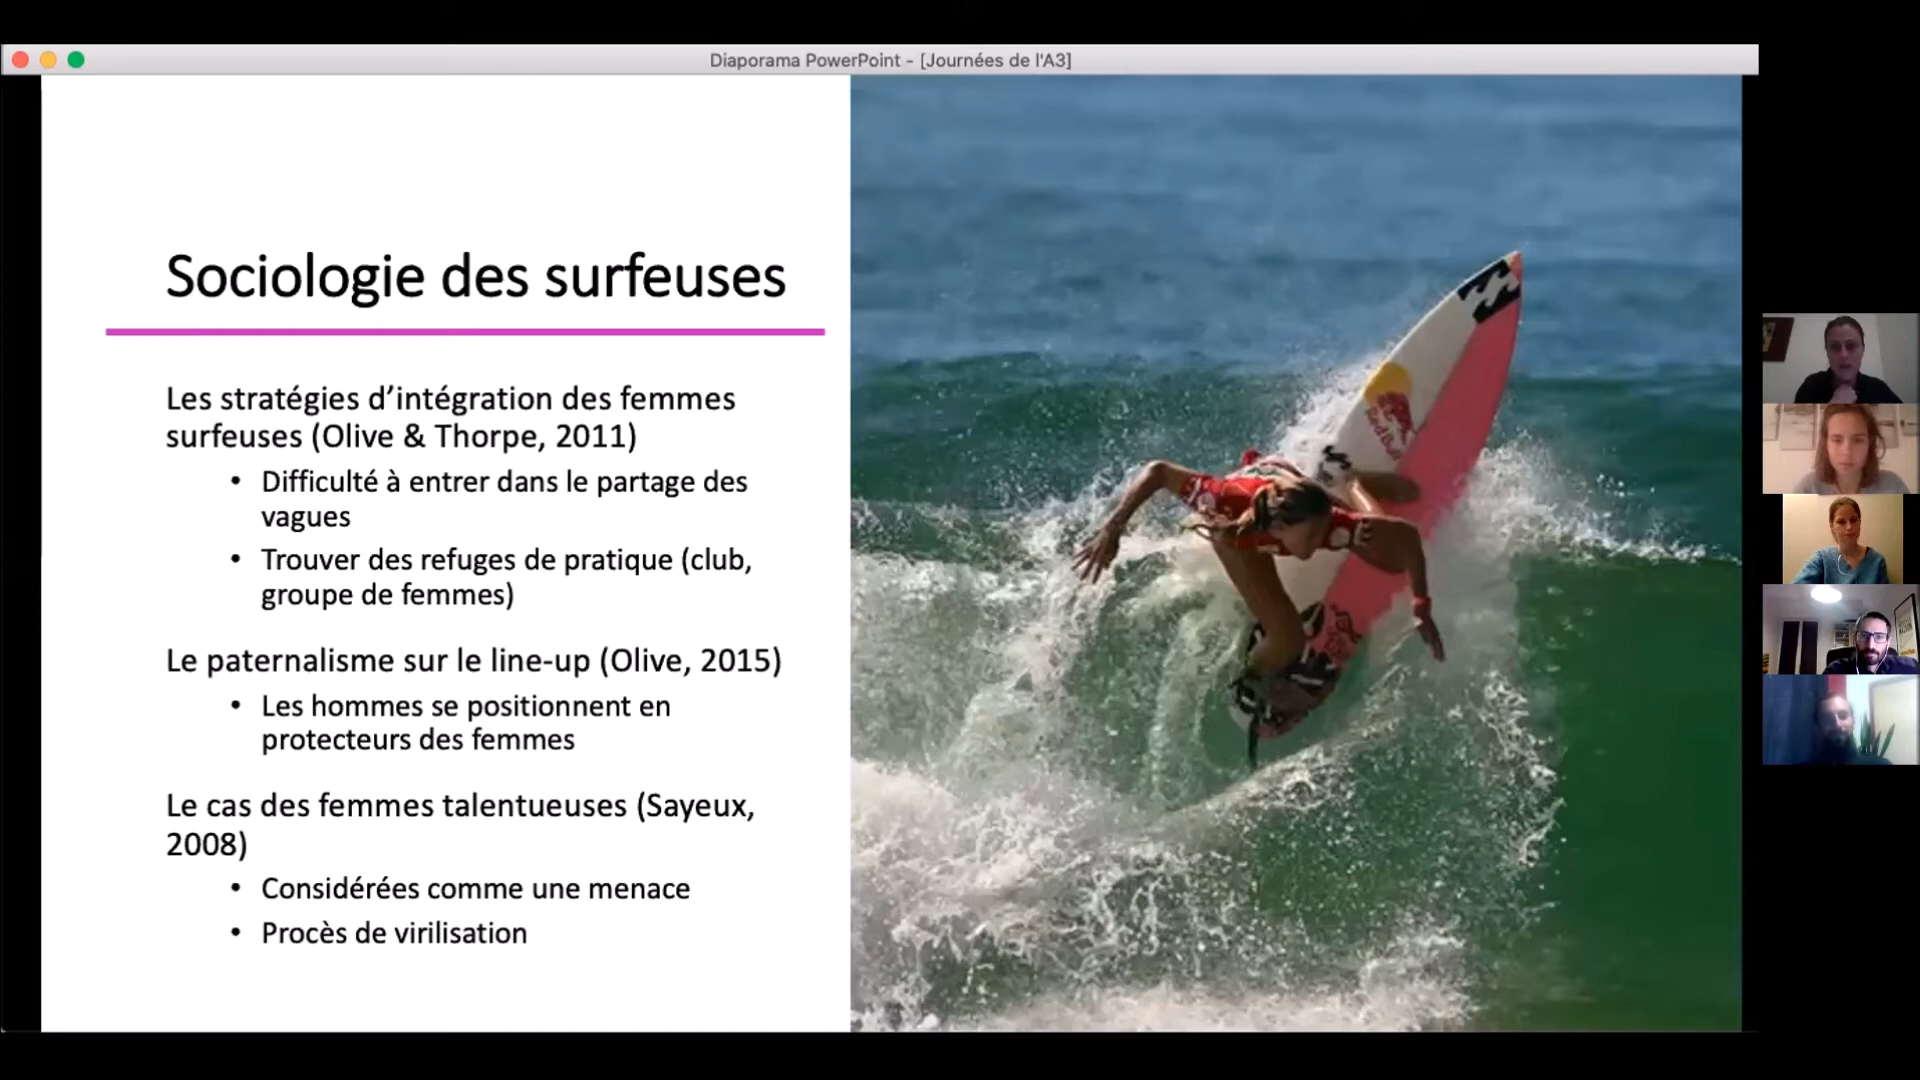 Diaporama PowerPoint - [Journées de l'A3]
Sociologie des surfeuses
Les stratégies d’intégration des femmes
surfeuses (Olive & Thorpe, 2011)
• Difficulté à entrer dans le partage des
vagues
• Trouver des refuges de pratique (club,
groupe de femmes)
Le paternalisme sur le line-up (Olive, 2015)
• Les hommes se positionnent en
protecteurs des femmes
Le cas des femmes talentueuses (Sayeux,
2008)
• Considérées comme une menace
• Procès de virilisation
Red Bull